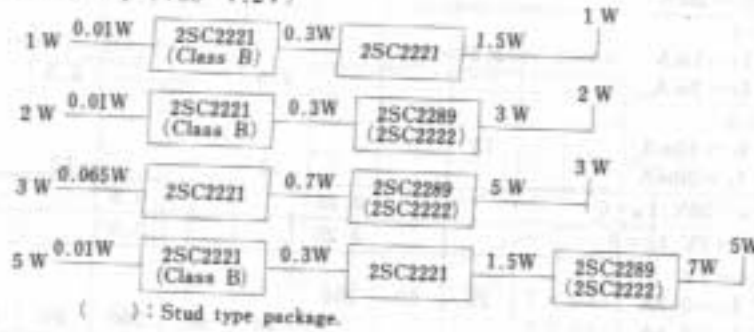 1 W
1 W 0.01W 2SC2221 0.3W 2SC2221 1.5W
(Class B)
2 W
2 W 0.01W 2SC2221 0.3W 2SC2289 3 W
(Class B) (2SC2222)
3 W
3 W 0.065W 2SC2221 0.7W 2SC2289 5 W
(2SC2222)
5W
5 W 0.01W 2SC2221 0.3W 2SC2221 1.5W 2SC2289 7W
(Class B) (2SC2222)
( ) : Stud type package.